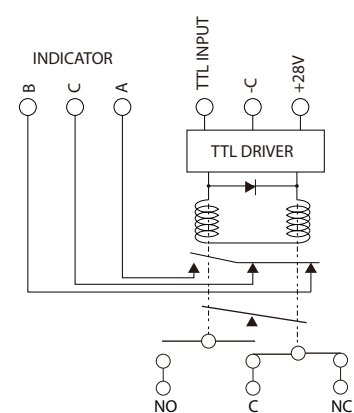 INDICATOR
B
C
A
TTL INPUT
-C
+28V
TTL DRIVER
NO
C
NC